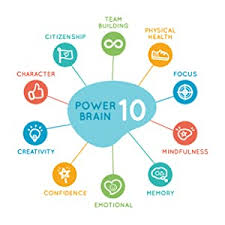 TEAM
BUILDING
CITIZENSHIP
PHYSICAL
HEALTH
CHARACTER
FOCUS
POWER
BRAIN
10
CREATIVITY
MINDFULNESS
CONFIDENCE
MEMORY
EMOTIONAL